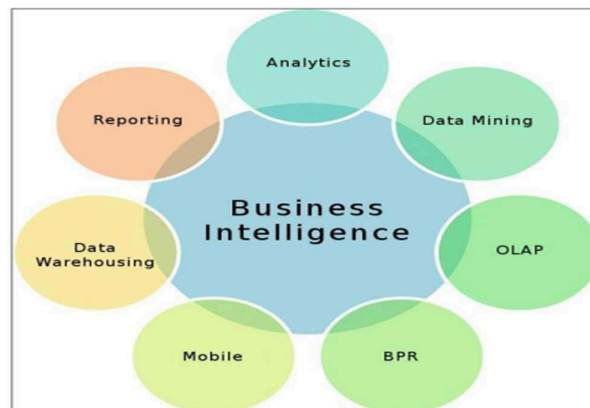 Analytics
Reporting
Data Mining
Business
Intelligence
Data
Warehousing
OLAP
Mobile
BPR